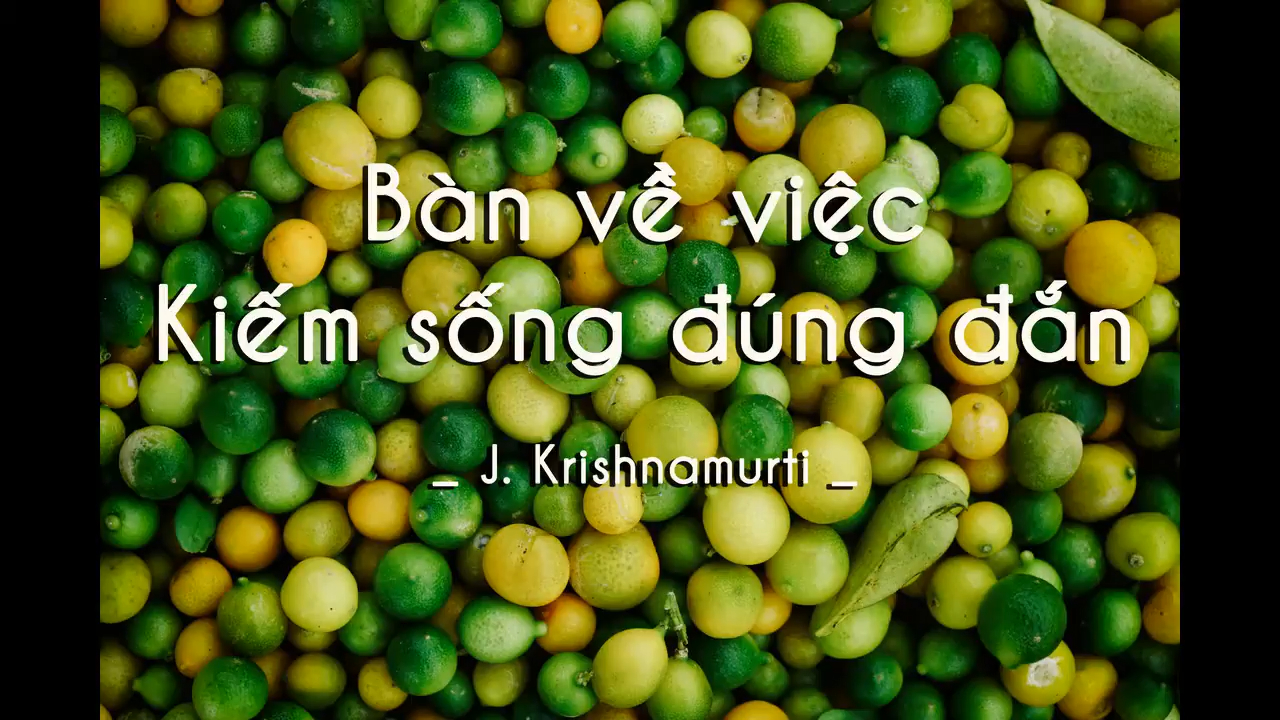 Bàn về việc
Kiếm sống đúng đắn
_ J. Krishnamurti _